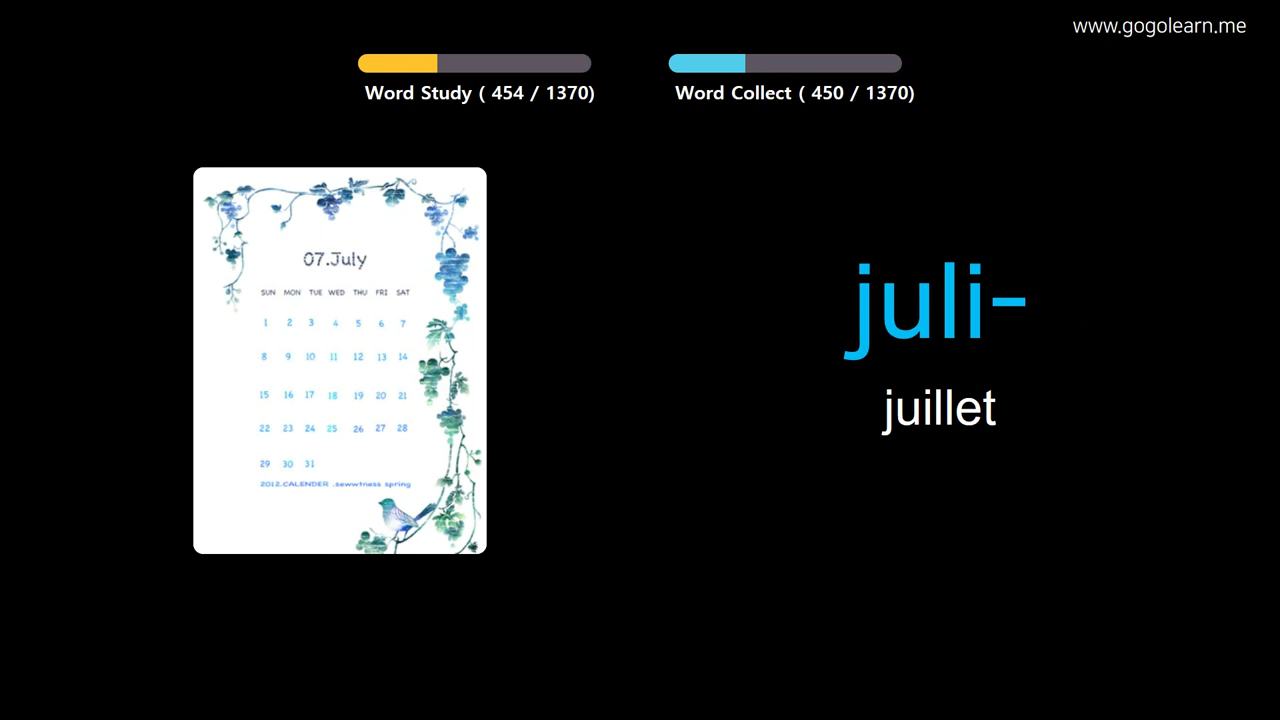 www.gogolearn.me
Word Study ( 454 / 1370)
Word Collect ( 450 / 1370)
07.July
SUN MON TUE WED THU FRI SAT
1 2 3 4 5 6 7
8 9 10 11 12 13 14
15 16 17 18 19 20 21
22 23 24 25 26 27 28
29 30 31
2012.CALENDER .sewwtness spring
juli-
juillet